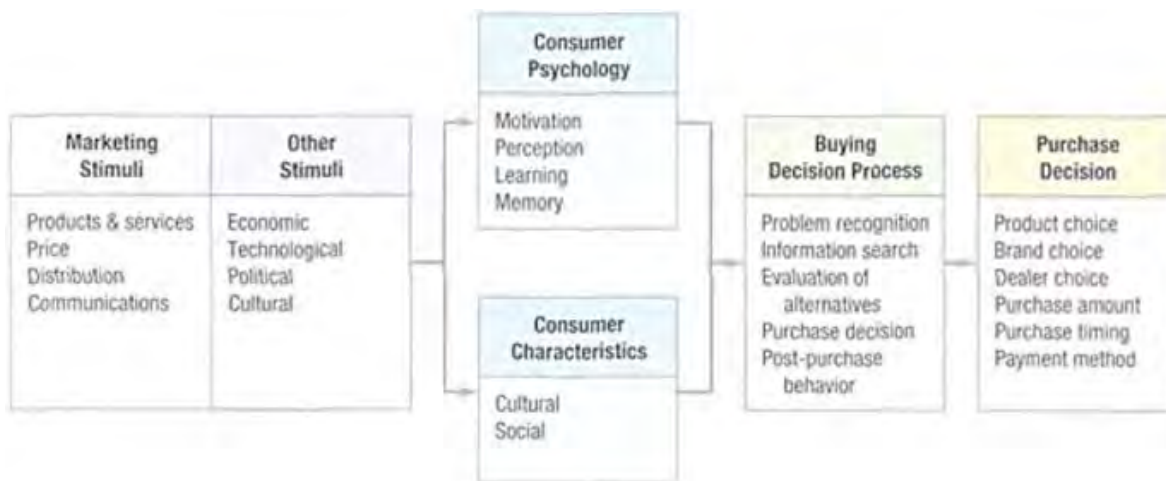 Consumer
Psychology
Motivation
Perception
Learning
Memory
Marketing
Stimuli
Products & services
Price
Distribution
Communications
Other
Stimuli
Economic
Technological
Political
Cultural
Consumer
Characteristics
Cultural
Social
Buying
Decision Process
Problem recognition
Information search
Evaluation of
alternatives
Purchase decision
Post-purchase
behavior
Purchase
Decision
Product choice
Brand choice
Dealer choice
Purchase amount
Purchase timing
Payment method